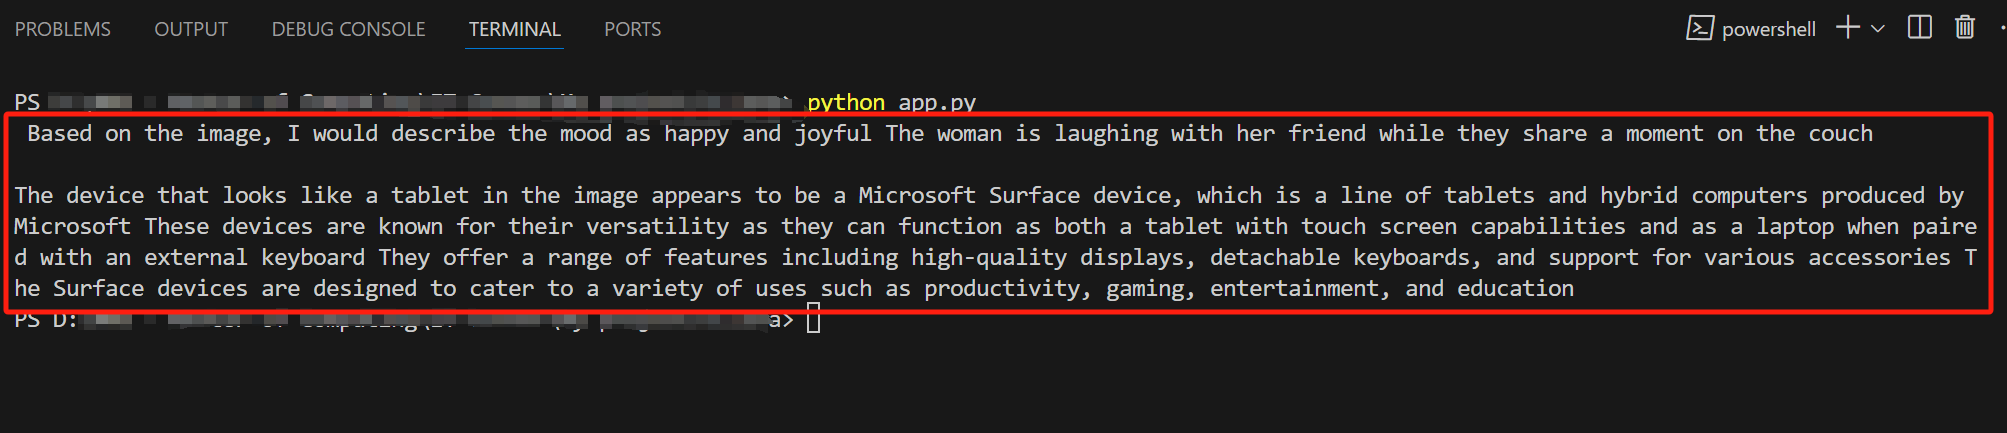 PROBLEMS OUTPUT DEBUG CONSOLE TERMINAL PORTS powershell
PS python app.py
Based on the image, I would describe the mood as happy and joyful The woman is laughing with her friend while they share a moment on the couch
The device that looks like a tablet in the image appears to be a Microsoft Surface device, which is a line of tablets and hybrid computers produced by
Microsoft These devices are known for their versatility as they can function as both a tablet with touch screen capabilities and as a laptop when paire
d with an external keyboard They offer a range of features including high-quality displays, detachable keyboards, and support for various accessories T
he Surface devices are designed to cater to a variety of uses such as productivity, gaming, entertainment, and education
PS D: a>